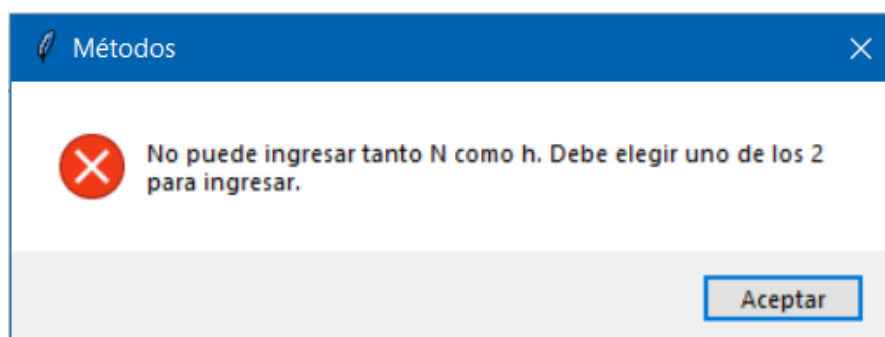 Métodos
No puede ingresar tanto N como h. Debe elegir uno de los 2
para ingresar.
Aceptar